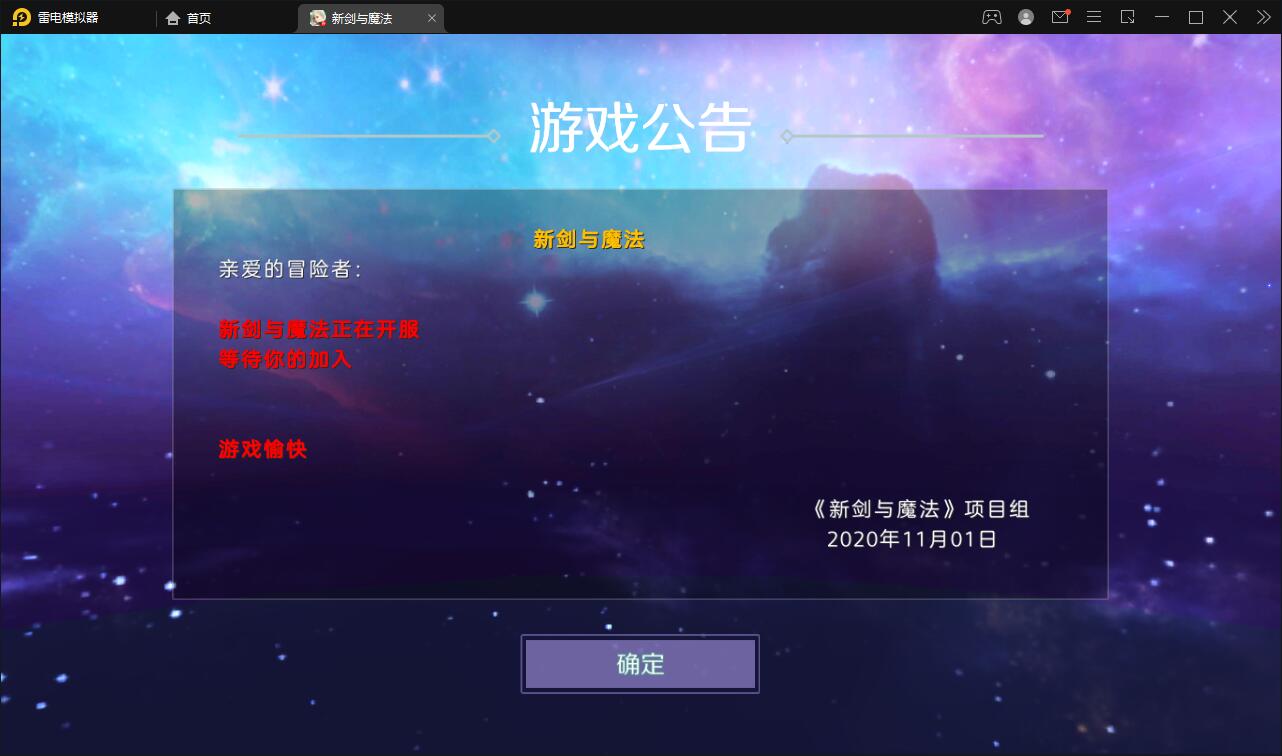 雷电模拟器
首页
新剑与魔法
游戏公告
新剑与魔法
亲爱的冒险者:
新剑与魔法正在开服
等待你的加入
游戏愉快
《新剑与魔法》项目组
2020年11月01日
确定